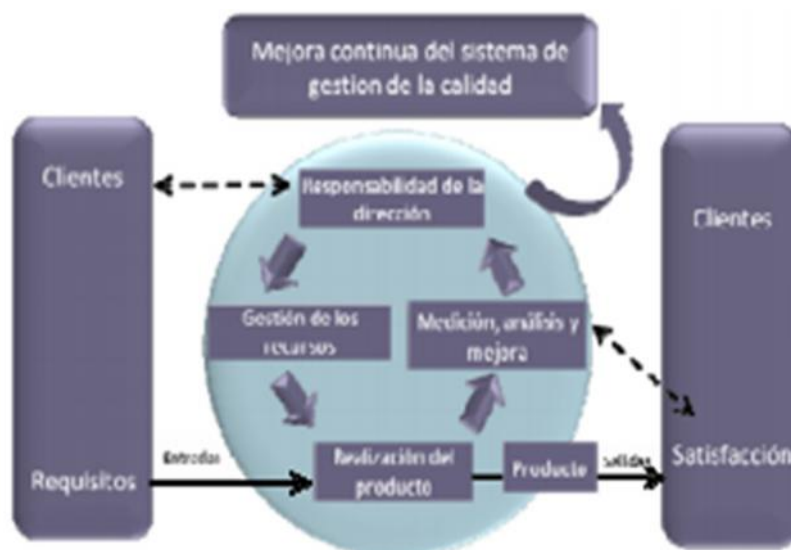 Mejora continua del sistema de
gestion de la calidad
Clientes
Responsabilidad de la
dirección
Clientes
Gestión de los
recursos
Medición, análisis y
mejora
Entradas
Realización del
producto
Producto
Salidas
Requisitos
Satisfacción